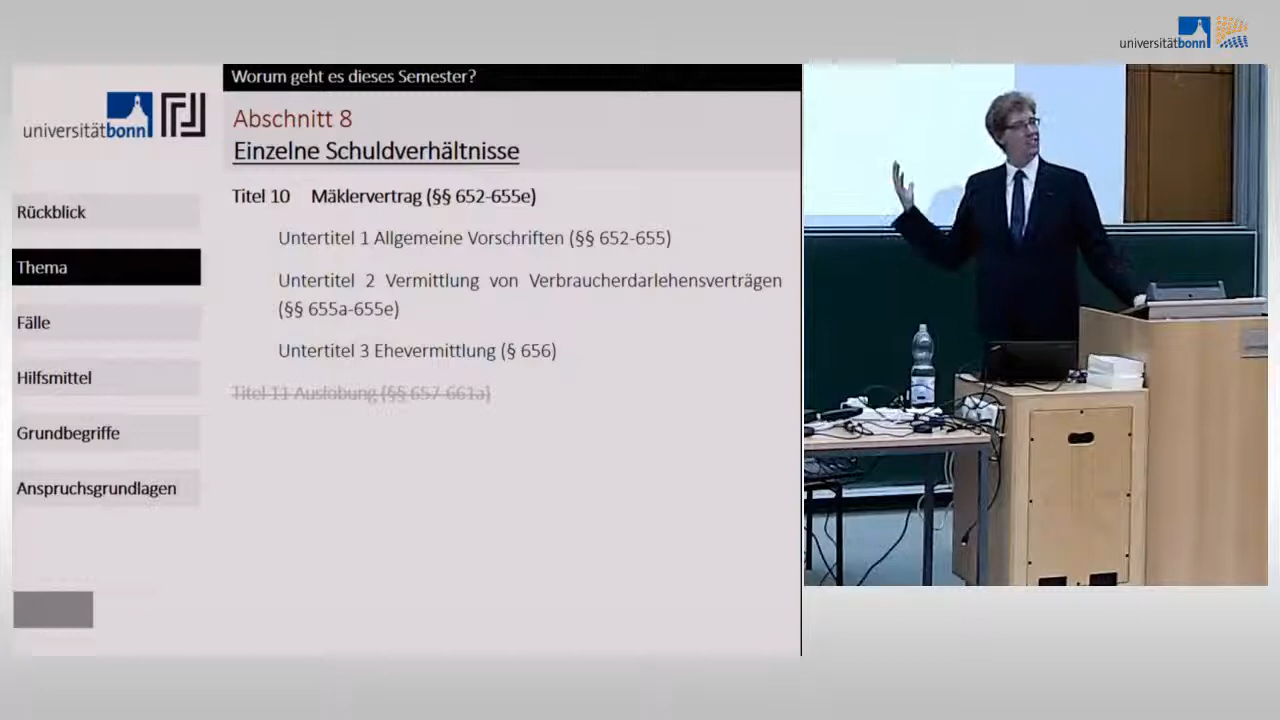 universitätbonn
Worum geht es dieses Semester?
universitätbonn
Abschnitt 8
Einzelne Schuldverhältnisse
Rückblick
Thema
Fälle
Hilfsmittel
Grundbegriffe
Anspruchsgrundlagen
Titel 10 Mäklervertrag (§§ 652-655e)
Untertitel 1 Allgemeine Vorschriften (§§ 652-655)
Untertitel 2 Vermittlung von Verbraucherdarlehensverträgen
(§§ 655a-655e)
Untertitel 3 Ehevermittlung (§ 656)
Titel 11 Auslobung (§§ 657-661a)